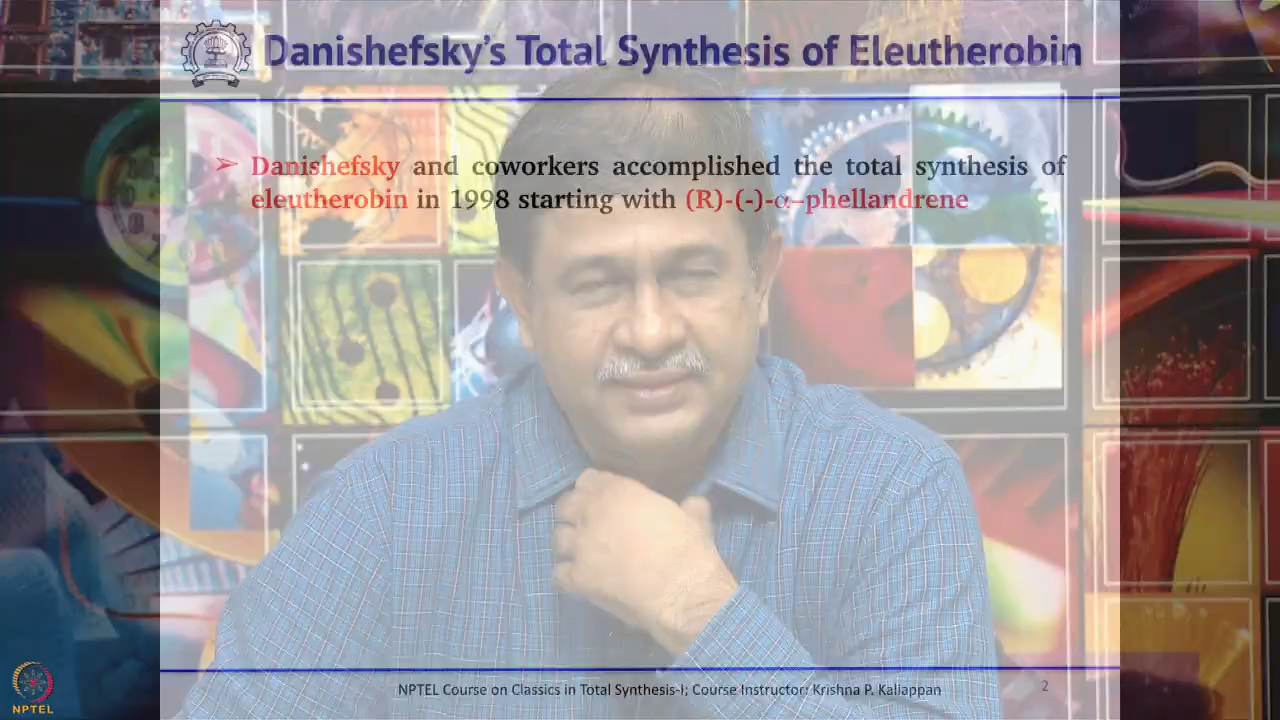 Danishefsky's Total Synthesis of Eleutherobin
➢ Danishefsky and coworkers accomplished the total synthesis of
eleutherobin in 1998 starting with (R)-(-)-α–phellandrene
NPTEL Course on Classics in Total Synthesis-I; Course Instructor: Krishna P. Kaliappan
2
NPTEL